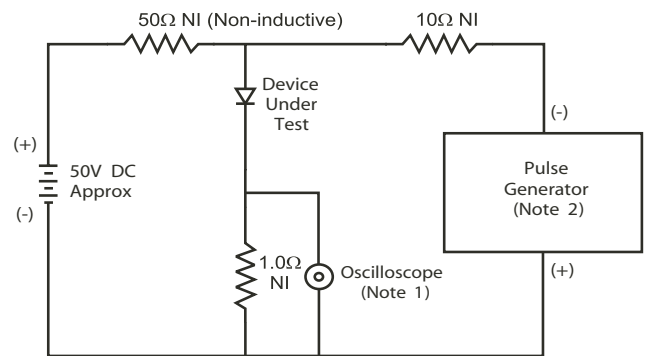 50Ω NI (Non-inductive)
10Ω NI
Device
Under
Test
(-)
(+)
50V DC
Approx
(-)
Pulse
Generator
(Note 2)
1.0Ω
NI
Oscilloscope
(Note 1)
(+)